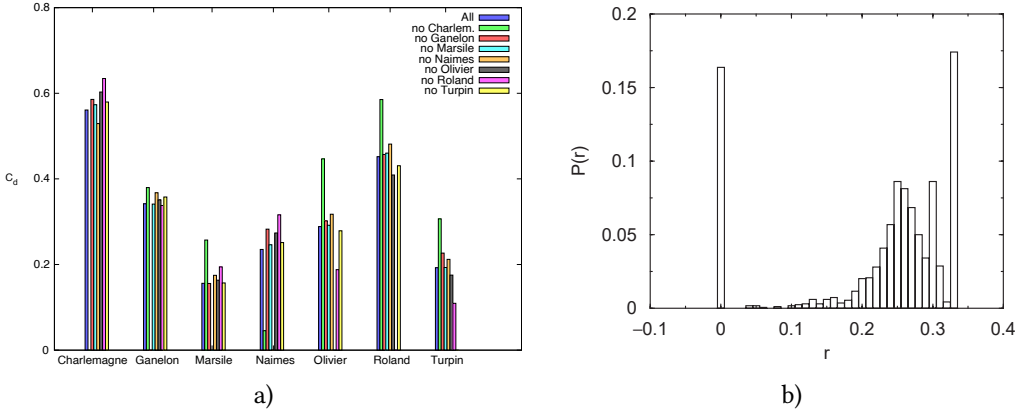 0.8
0.6
0.4
0.2
0
C_d
All
no Charlem.
no Ganelon
no Marsile
no Naimes
no Olivier
no Roland
no Turpin
Charlemagne Ganelon Marsile Naimes Olivier Roland Turpin
a)
0.2
0.15
0.1
0.05
0
P(r)
−0.1 0 0.1 0.2 0.3 0.4
r
b)